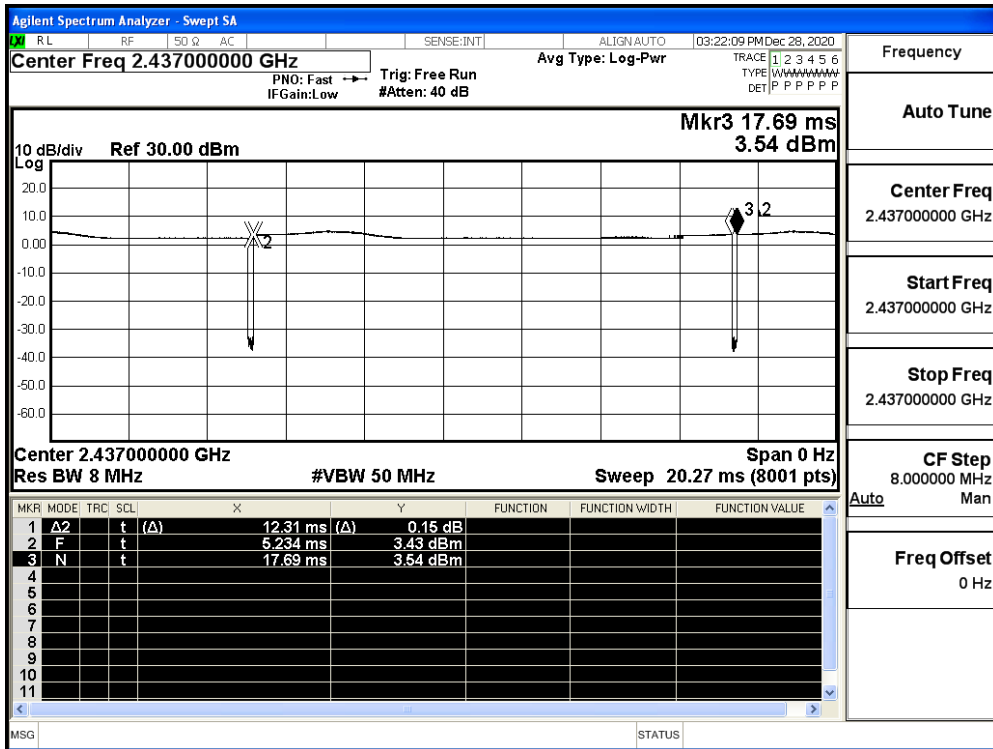 Agilent Spectrum Analyzer - Swept SA
LXI RL RF 50 Ω AC SENSE:INT ALIGN AUTO 03:22:09 PM Dec 28, 2020
Center Freq 2.437000000 GHz
PNO: Fast
IFGain:Low
Trig: Free Run
#Atten: 40 dB
Avg Type: Log-Pwr
TRACE 1 2 3 4 5 6
TYPE
DET P P P P P P
Mkr3 17.69 ms
3.54 dBm
10 dB/div Ref 30.00 dBm
Log
20.0
10.0
0.00
-10.0
-20.0
-30.0
-40.0
-50.0
-60.0
2
3
2
Center 2.437000000 GHz Span 0 Hz
Res BW 8 MHz #VBW 50 MHz Sweep 20.27 ms (8001 pts)
MKR MODE TRC SCL X Y FUNCTION FUNCTION WIDTH FUNCTION VALUE
1 Δ2 t (Δ) 12.31 ms (Δ) 0.15 dB
2 F t 5.234 ms 3.43 dBm
3 N t 17.69 ms 3.54 dBm
4
5
6
7
8
9
10
11
MSG STATUS
Frequency
Auto Tune
Center Freq
2.437000000 GHz
Start Freq
2.437000000 GHz
Stop Freq
2.437000000 GHz
CF Step
8.000000 MHz
Auto Man
Freq Offset
0 Hz